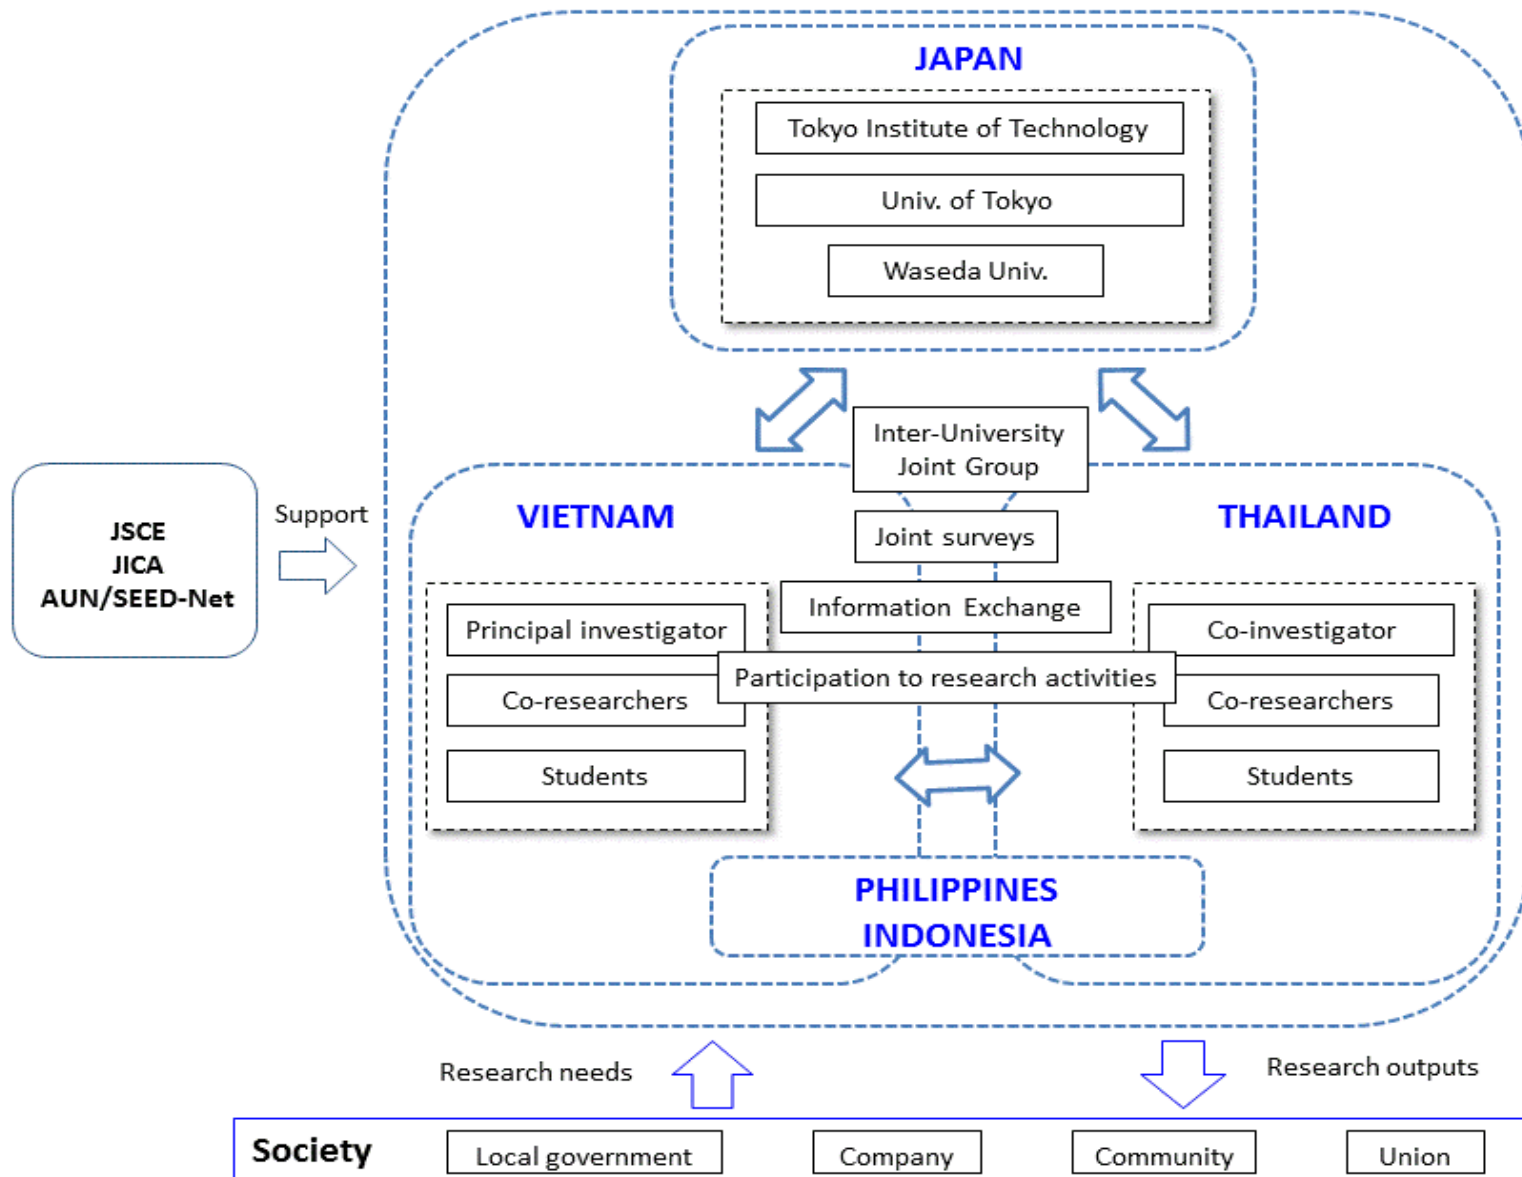 JAPAN
Tokyo Institute of Technology
Univ. of Tokyo
Waseda Univ.
Inter-University
Joint Group
Joint surveys
Information Exchange
Participation to research activities
JSCE
JICA
AUN/SEED-Net
Support
VIETNAM
Principal investigator
Co-researchers
Students
THAILAND
Co-investigator
Co-researchers
Students
PHILIPPINES
INDONESIA
Research needs
Research outputs
Society
Local government
Company
Community
Union